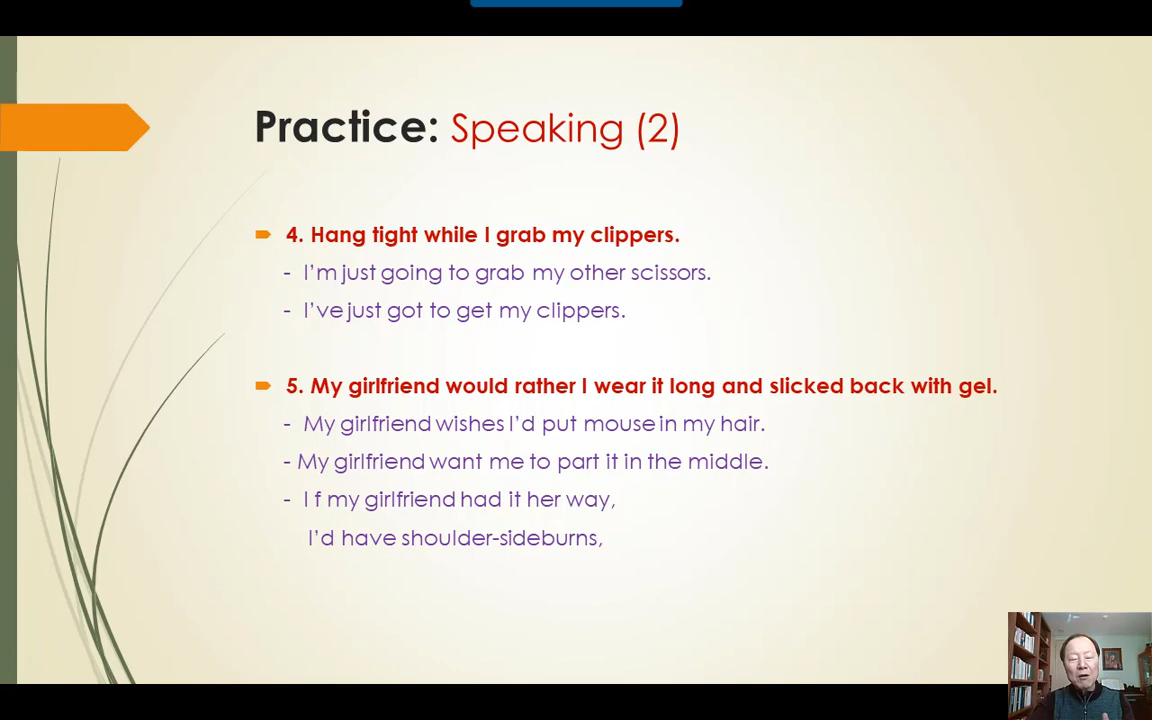 Practice: Speaking (2)
4. Hang tight while I grab my clippers.
- I'm just going to grab my other scissors.
- I've just got to get my clippers.
5. My girlfriend would rather I wear it long and slicked back with gel.
- My girlfriend wishes I'd put mouse in my hair.
- My girlfriend want me to part it in the middle.
- I f my girlfriend had it her way,
I'd have shoulder-sideburns,